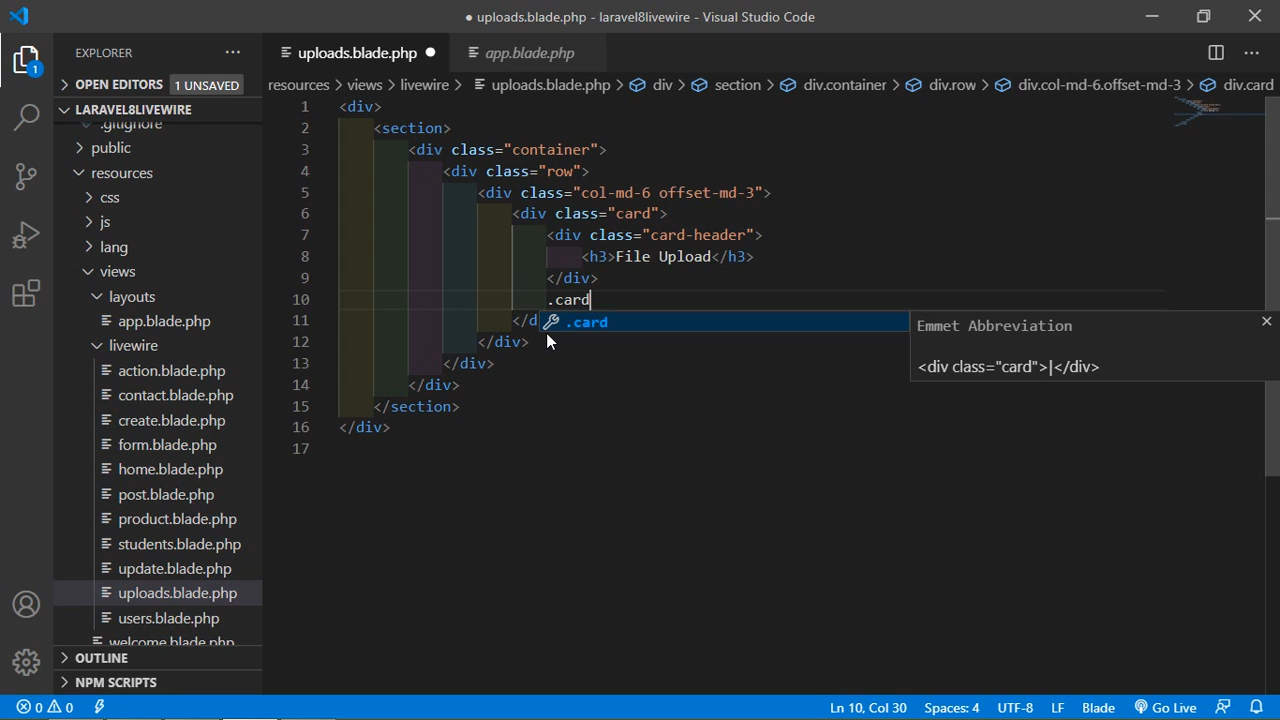 ● uploads.blade.php - laravel8livewire - Visual Studio Code
EXPLORER
uploads.blade.php
app.blade.php
1
OPEN EDITORS 1 UNSAVED
resources > views > livewire > uploads.blade.php > div > section > div.container > div.row > div.col-md-6.offset-md-3 > div.card
LARAVEL8LIVEWIRE
.gitignore
public
resources
css
js
lang
views
layouts
app.blade.php
livewire
action.blade.php
contact.blade.php
create.blade.php
form.blade.php
home.blade.php
post.blade.php
product.blade.php
students.blade.php
update.blade.php
uploads.blade.php
users.blade.php
welcome.blade.php
OUTLINE
NPM SCRIPTS
1 <div>
2 <section>
3 <div class="container">
4 <div class="row">
5 <div class="col-md-6 offset-md-3">
6 <div class="card">
7 <div class="card-header">
8 <h3>File Upload</h3>
9 </div>
10 .card
11 </d
12 </div>
13 </div>
14 </div>
15 </section>
16 </div>
17
.card
Emmet Abbreviation
<div class="card">|</div>
0 0
Ln 10, Col 30 Spaces: 4 UTF-8 LF Blade Go Live